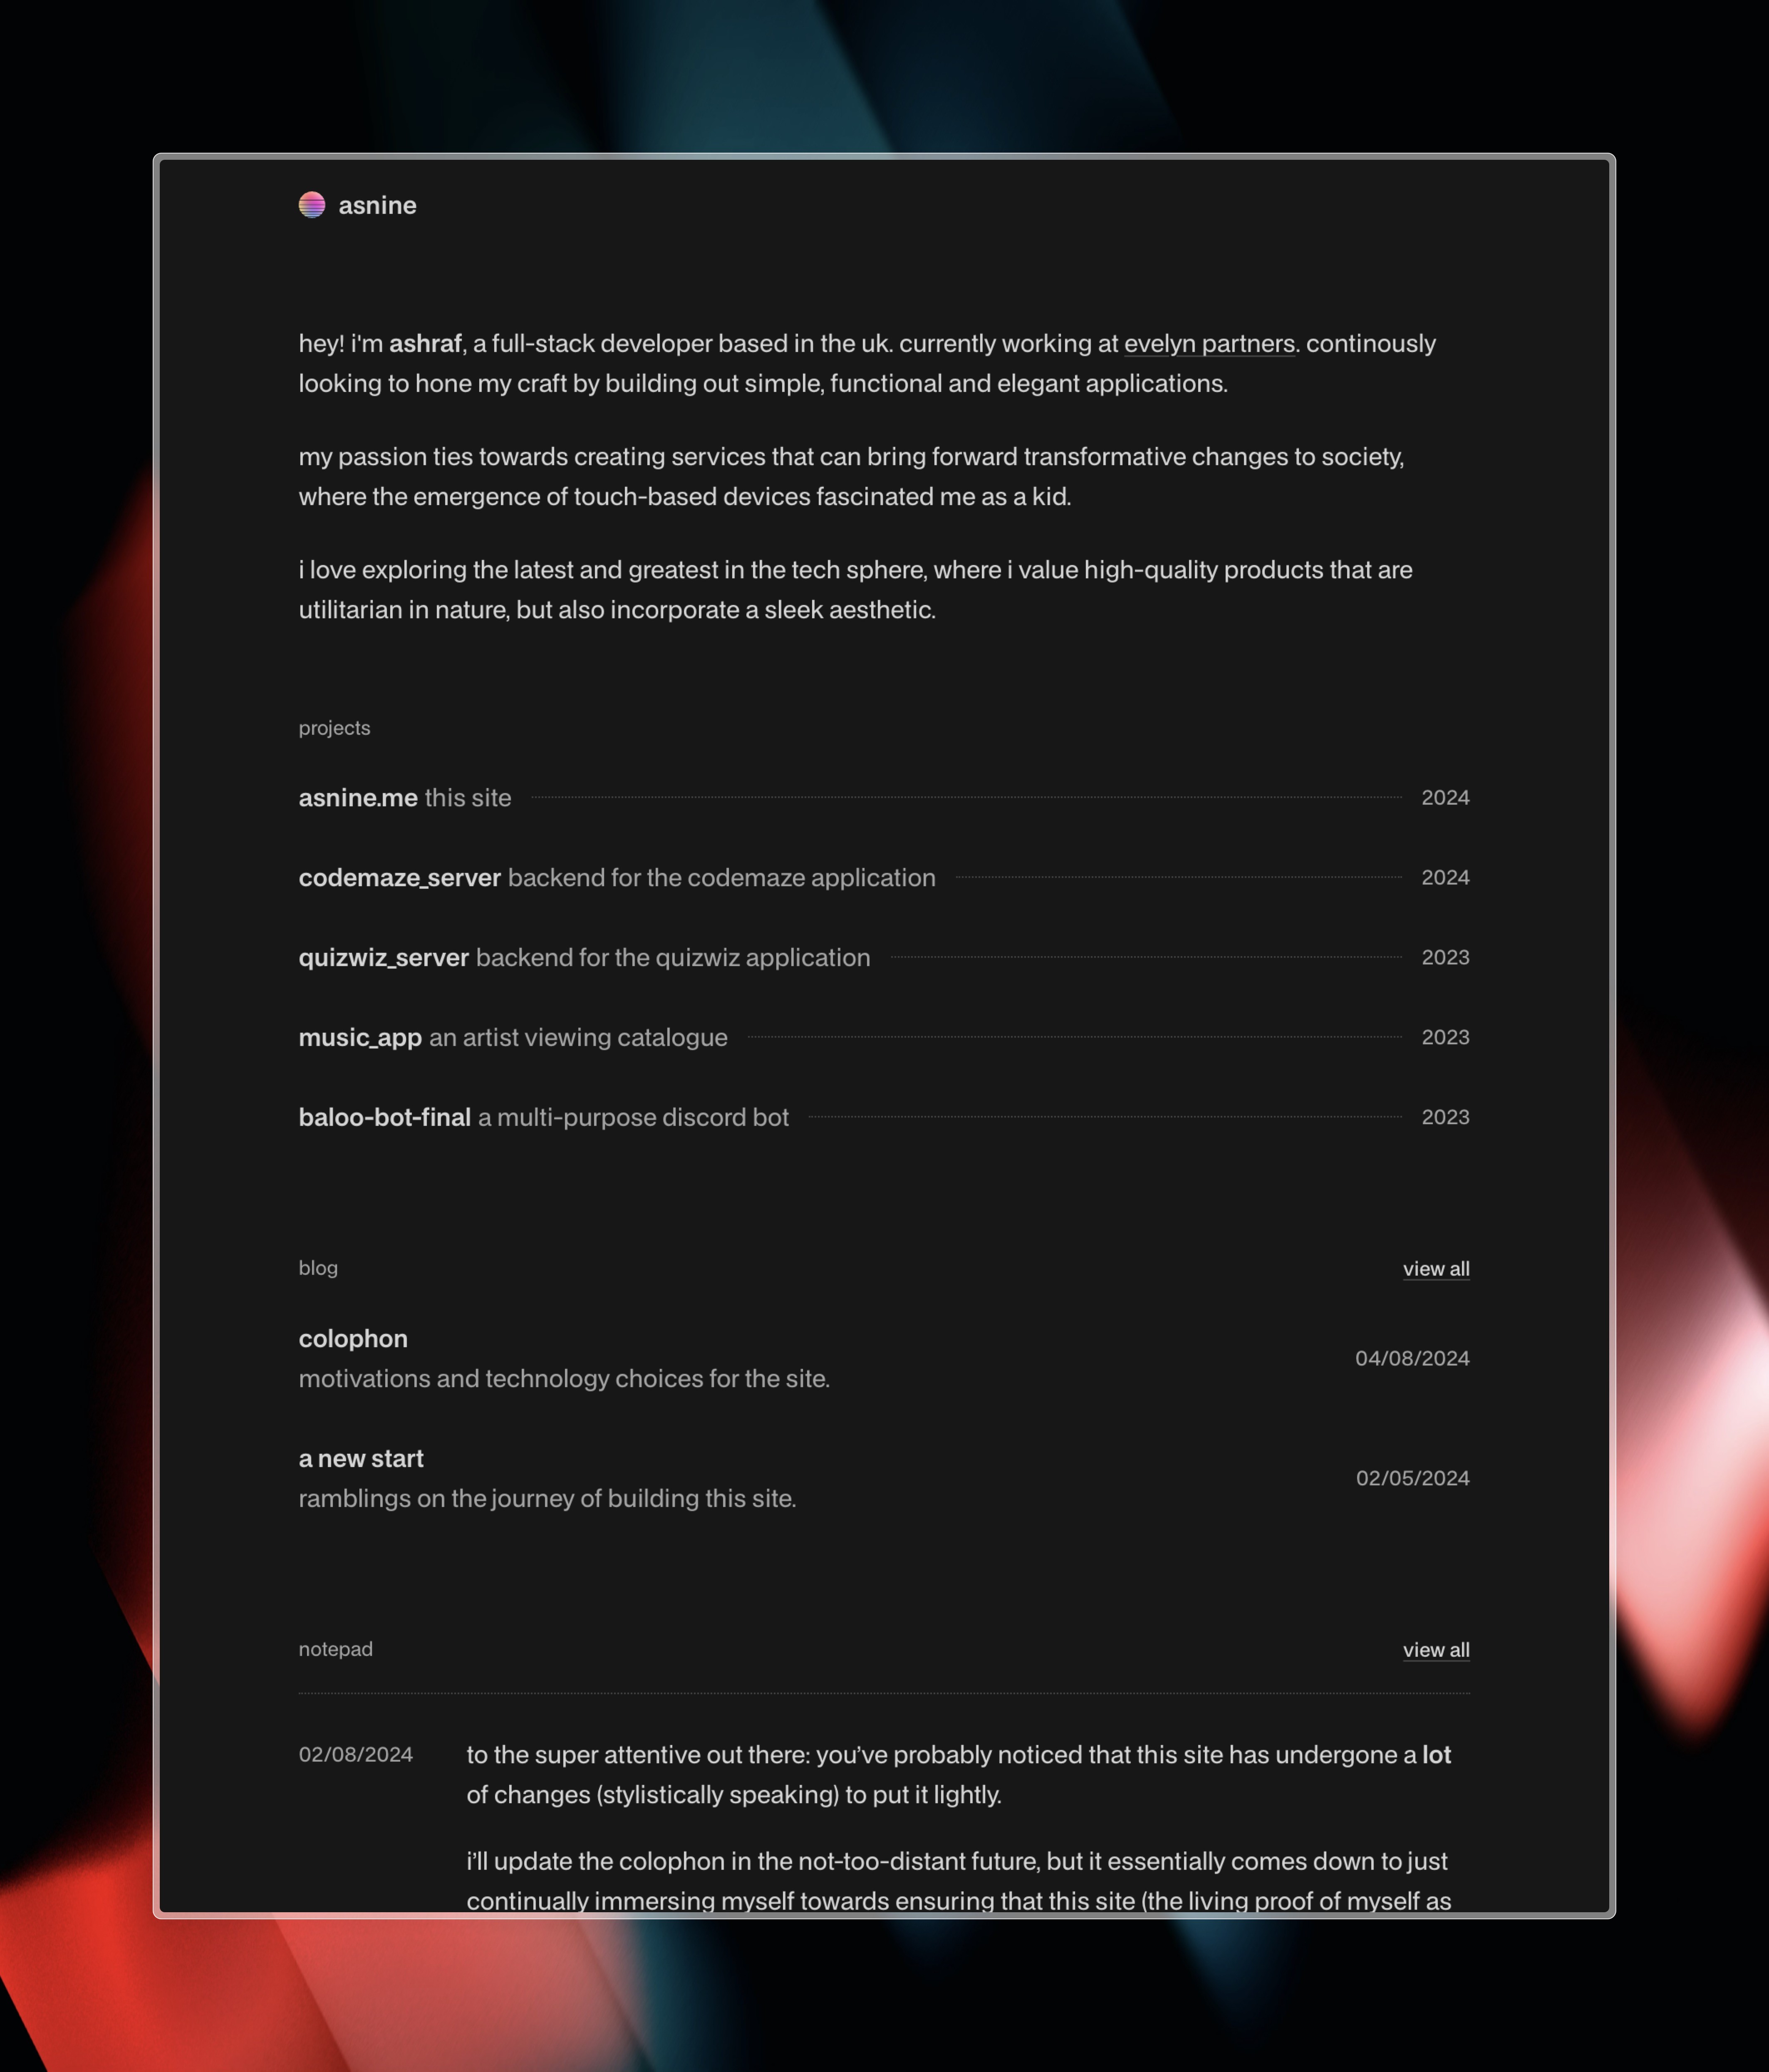 asnine
hey! i'm ashraf, a full-stack developer based in the uk. currently working at evelyn partners. continously
looking to hone my craft by building out simple, functional and elegant applications.
my passion ties towards creating services that can bring forward transformative changes to society,
where the emergence of touch-based devices fascinated me as a kid.
i love exploring the latest and greatest in the tech sphere, where i value high-quality products that are
utilitarian in nature, but also incorporate a sleek aesthetic.
projects
asnine.me this site 2024
codemaze_server backend for the codemaze application 2024
quizwiz_server backend for the quizwiz application 2023
music_app an artist viewing catalogue 2023
baloo-bot-final a multi-purpose discord bot 2023
blog view all
colophon
motivations and technology choices for the site.
04/08/2024
a new start
ramblings on the journey of building this site.
02/05/2024
notepad view all
02/08/2024 to the super attentive out there: you’ve probably noticed that this site has undergone a lot
of changes (stylistically speaking) to put it lightly.
i’ll update the colophon in the not-too-distant future, but it essentially comes down to just
continually immersing myself towards ensuring that this site (the living proof of myself as